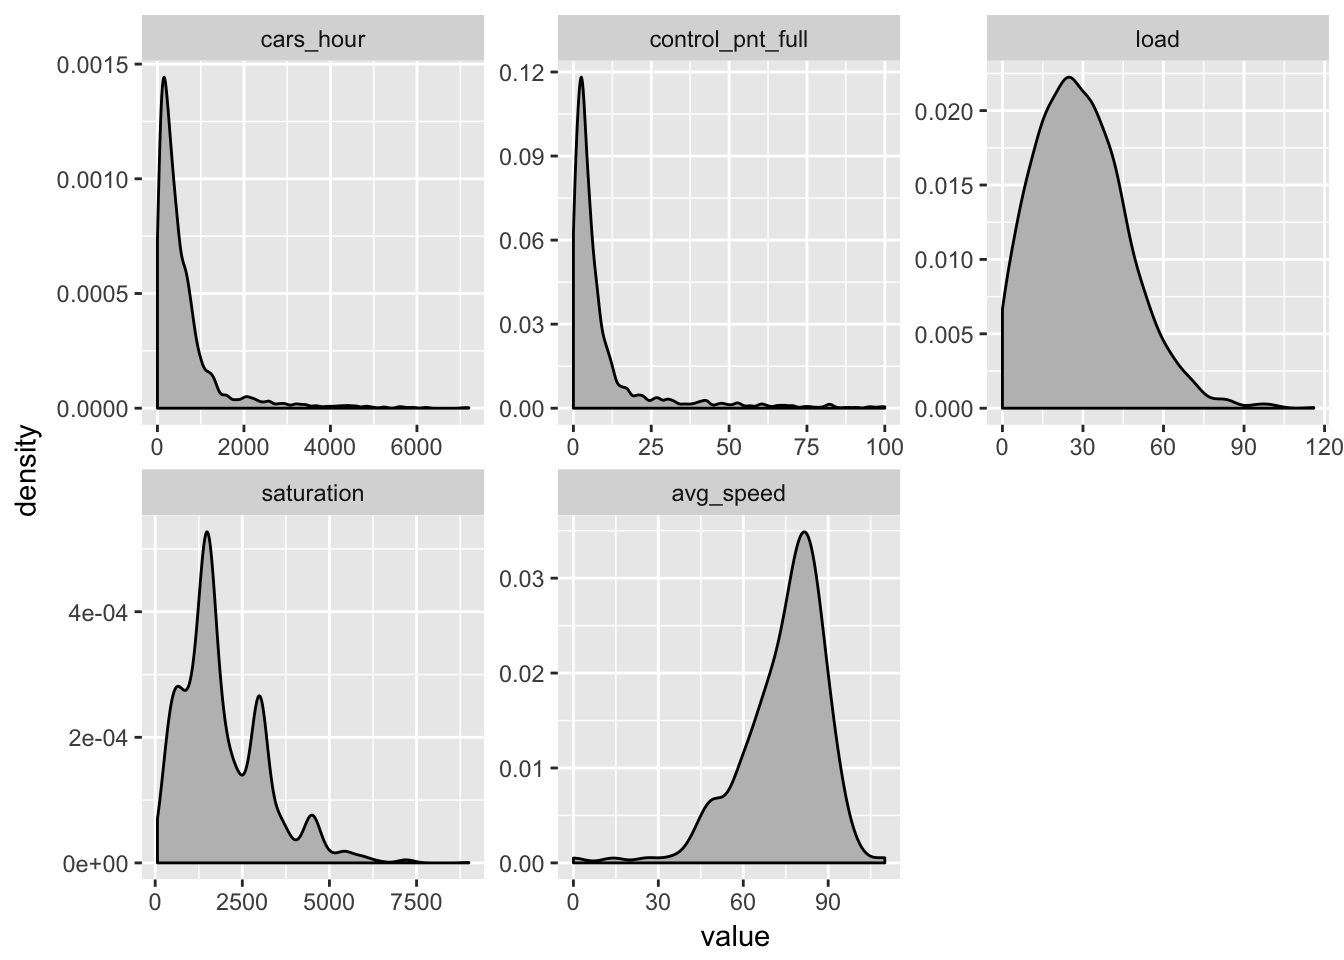 cars_hour
control_pnt_full
load
0.0015
0.0010
0.0005
0.0000
0.12
0.09
0.06
0.03
0.00
0.020
0.015
0.010
0.005
0.000
0 2000 4000 6000
0 25 50 75 100
0 30 60 90 120
density
saturation
avg_speed
4e-04
2e-04
0e+00
0.03
0.02
0.01
0.00
0 2500 5000 7500
0 30 60 90
value